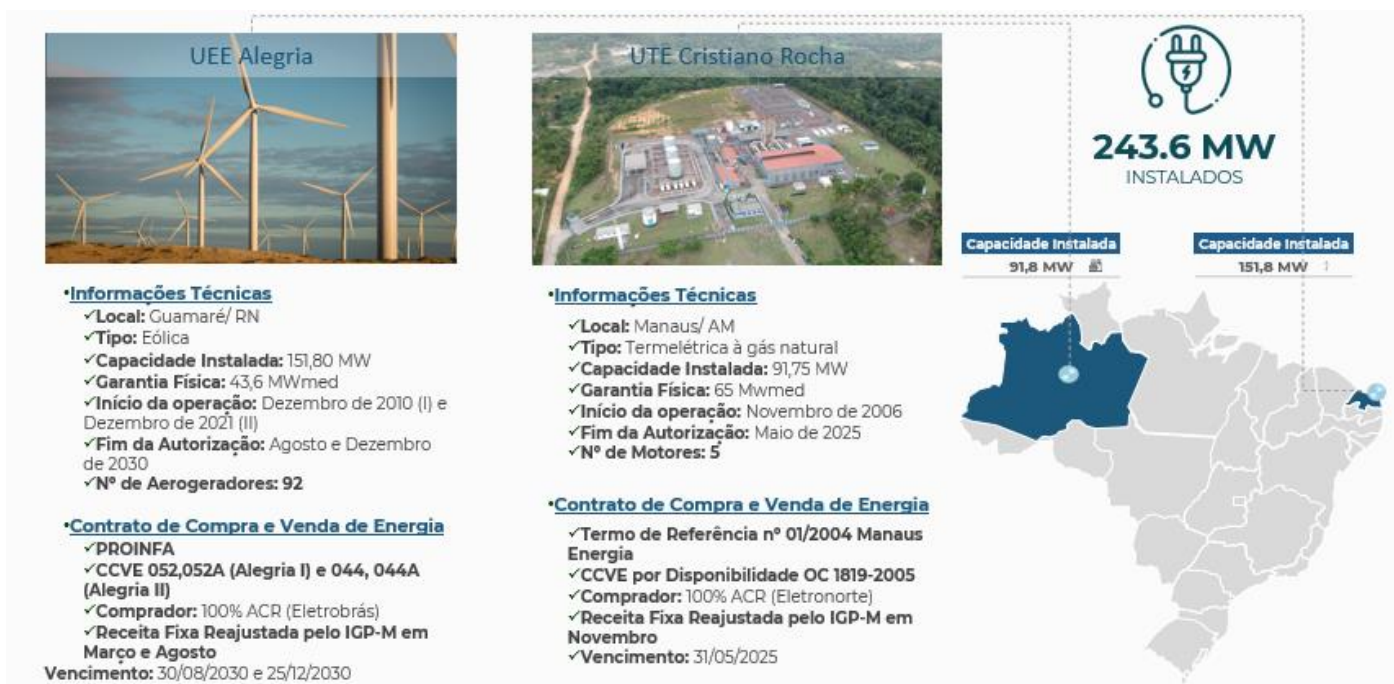 UEE Alegria
•Informações Técnicas
✓Local: Guamaré/ RN
✓Tipo: Eólica
✓Capacidade Instalada: 151,80 MW
✓Garantia Física: 43,6 MWmed
✓Início da operação: Dezembro de 2010 (I) e
Dezembro de 2021 (II)
✓Fim da Autorização: Agosto e Dezembro
de 2030
✓Nº de Aerogeradores: 92
•Contrato de Compra e Venda de Energia
✓PROINFA
✓CCVE 052,052A (Alegria I) e 044, 044A
(Alegria II)
✓Comprador: 100% ACR (Eletrobrás)
✓Receita Fixa Reajustada pelo IGP-M em
Março e Agosto
Vencimento: 30/08/2030 e 25/12/2030
UTE Cristiano Rocha
•Informações Técnicas
✓Local: Manaus/ AM
✓Tipo: Termelétrica à gás natural
✓Capacidade Instalada: 91,75 MW
✓Garantia Física: 65 Mwmed
✓Início da operação: Novembro de 2006
✓Fim da Autorização: Maio de 2025
✓Nº de Motores: 5
•Contrato de Compra e Venda de Energia
✓Termo de Referência nº 01/2004 Manaus
Energia
✓CCVE por Disponibilidade OC 1819-2005
✓Comprador: 100% ACR (Eletronorte)
✓Receita Fixa Reajustada pelo IGP-M em
Novembro
✓Vencimento: 31/05/2025
243.6 MW
INSTALADOS
Capacidade Instalada
91,8 MW
Capacidade Instalada
151,8 MW